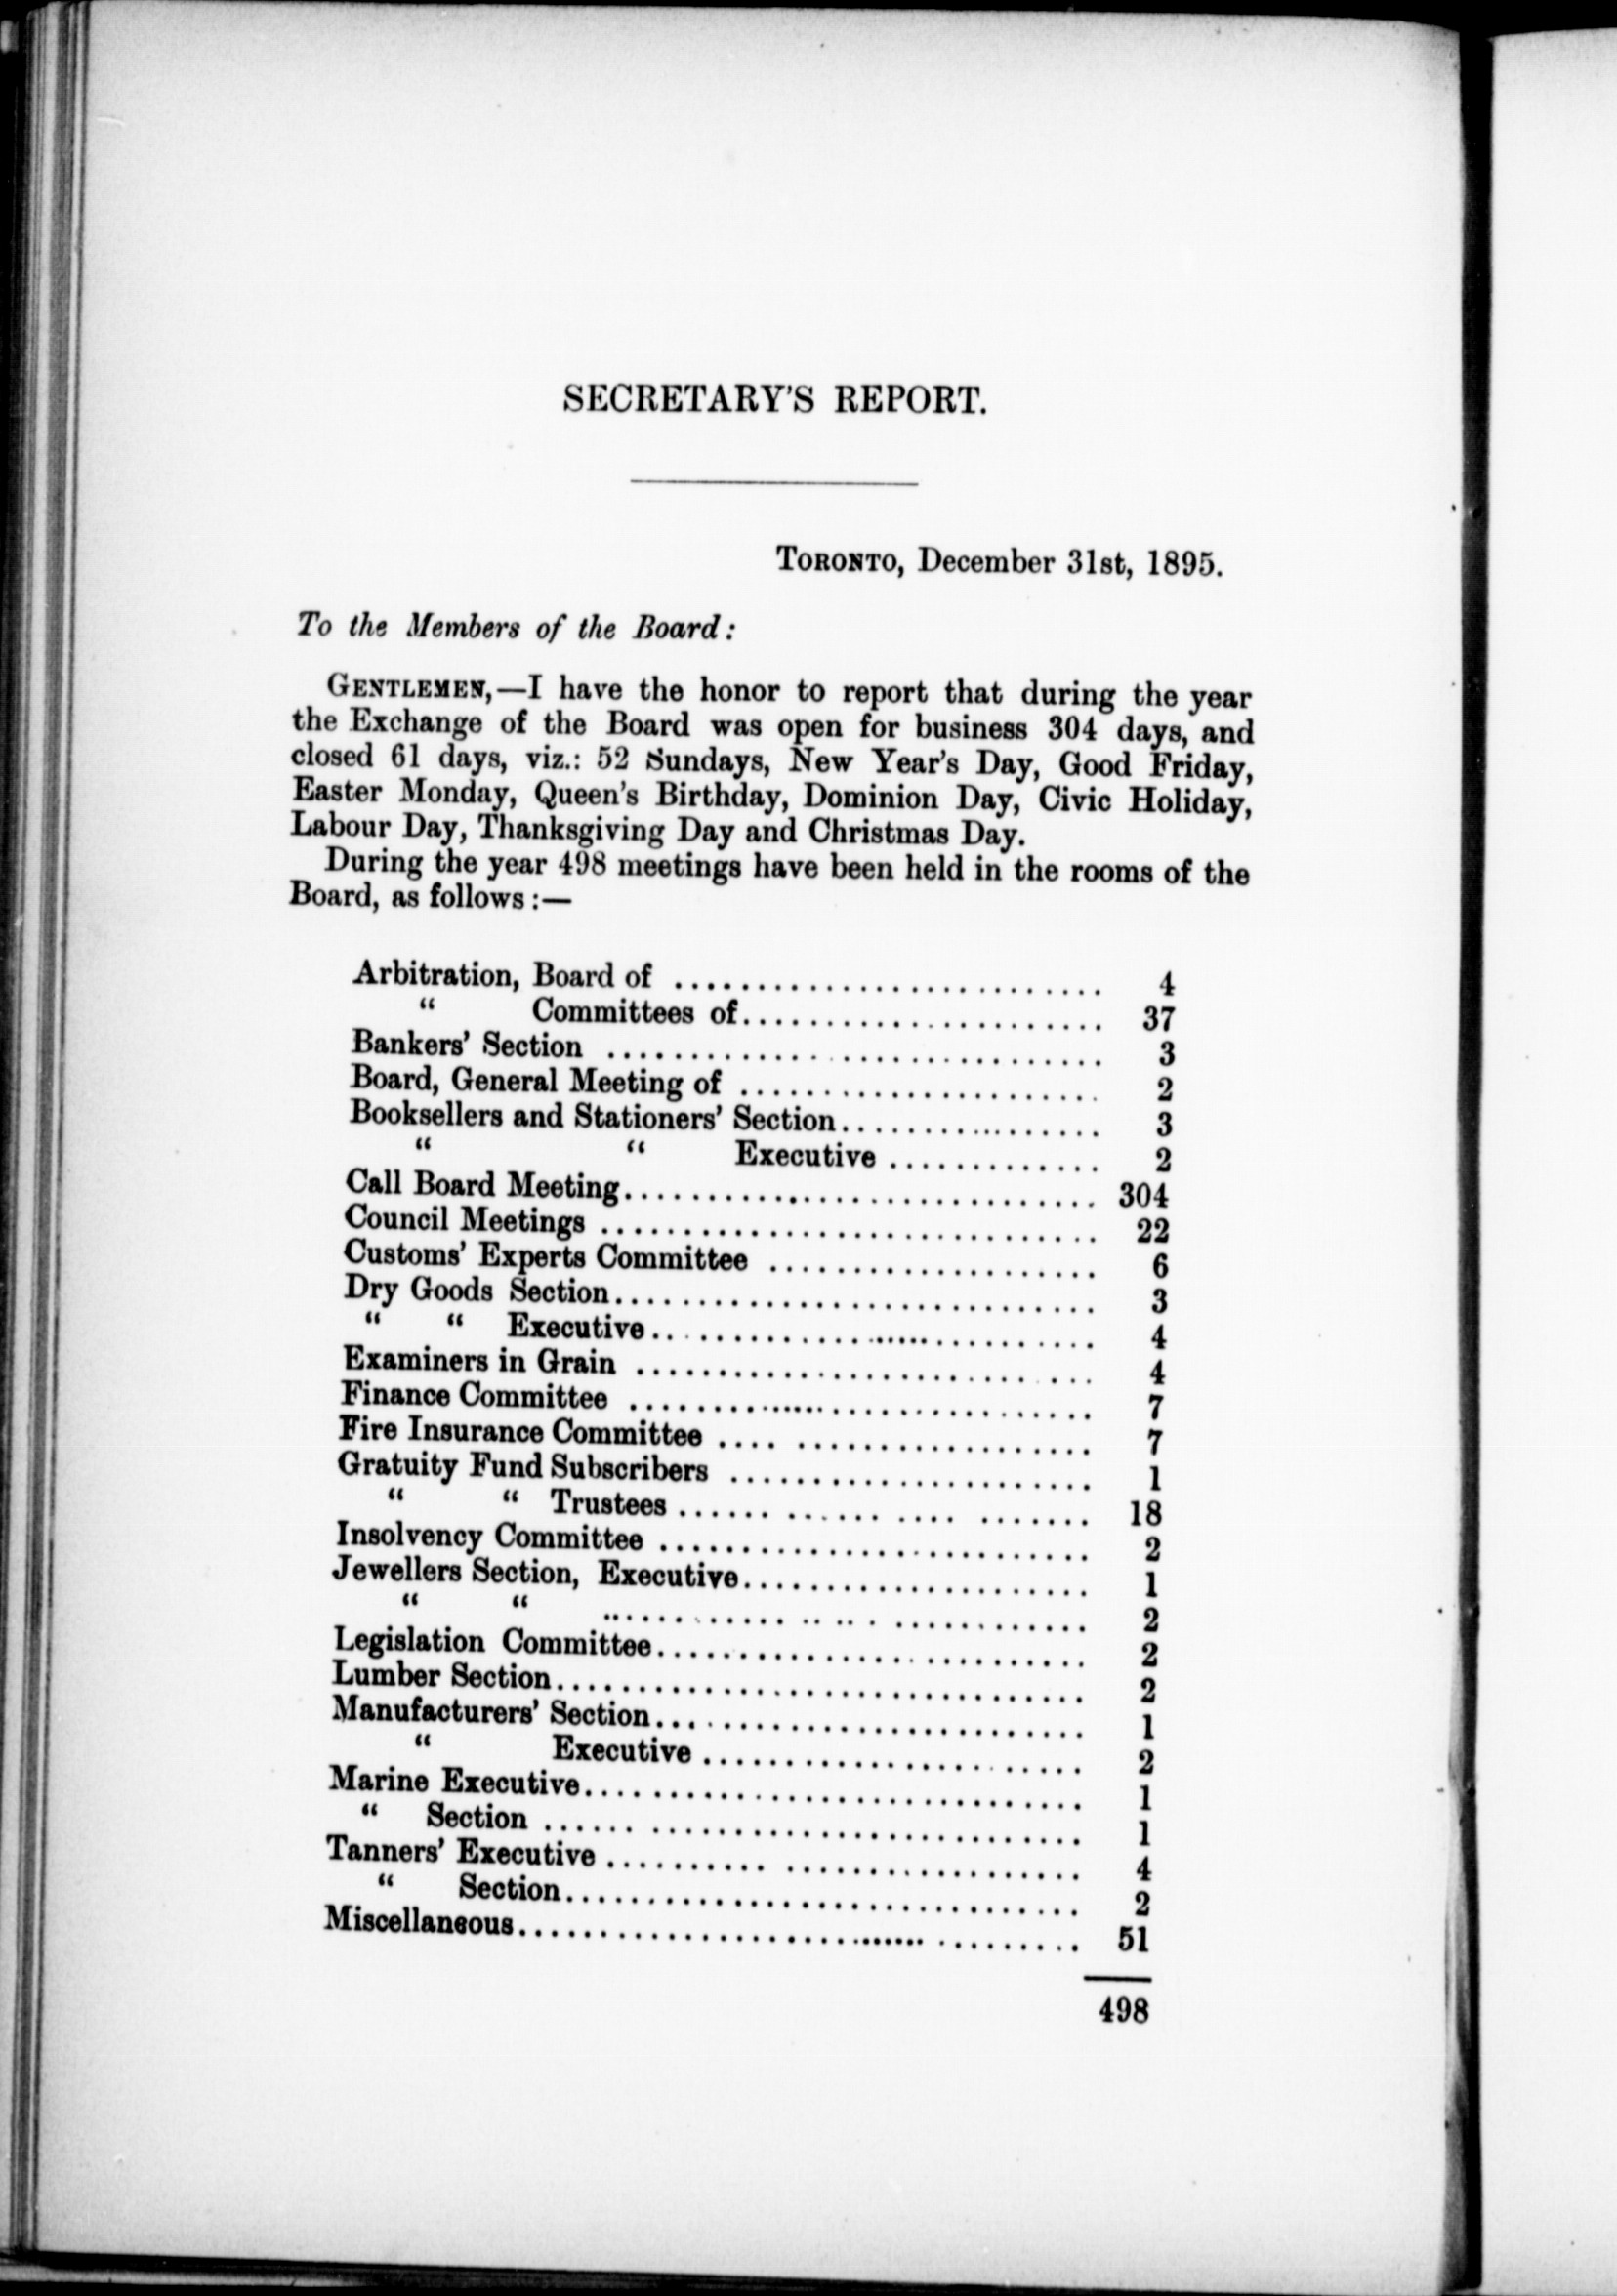 SECRETARY'S REPORT.
TORONTO, December 31st, 1895.
To the Members of the Board:
GENTLEMEN,—I have the honor to report that during the year
the Exchange of the Board was open for business 304 days, and
closed 61 days, viz.: 52 Sundays, New Year's Day, Good Friday,
Easter Monday, Queen's Birthday, Dominion Day, Civic Holiday,
Labour Day, Thanksgiving Day and Christmas Day.
During the year 498 meetings have been held in the rooms of the
Board, as follows:—
Arbitration, Board of .......................... 4
“ Committees of...................... 37
Bankers' Section .............................. 3
Board, General Meeting of ...................... 2
Booksellers and Stationers' Section................ 3
“ “ Executive ............. 2
Call Board Meeting............................. 304
Council Meetings .............................. 22
Customs' Experts Committee .................... 6
Dry Goods Section............................. 3
“ “ Executive............................ 4
Examiners in Grain ............................ 4
Finance Committee ............................ 7
Fire Insurance Committee ...................... 7
Gratuity Fund Subscribers ...................... 1
“ “ Trustees ........................ 18
Insolvency Committee .......................... 2
Jewellers Section, Executive..................... 1
“ “ ............................ 2
Legislation Committee.......................... 2
Lumber Section................................ 2
Manufacturers' Section.......................... 1
“ Executive ....................... 2
Marine Executive.............................. 1
“ Section ................................ 1
Tanners' Executive ............................ 4
“ Section............................... 2
Miscellaneous.................................. 51
498